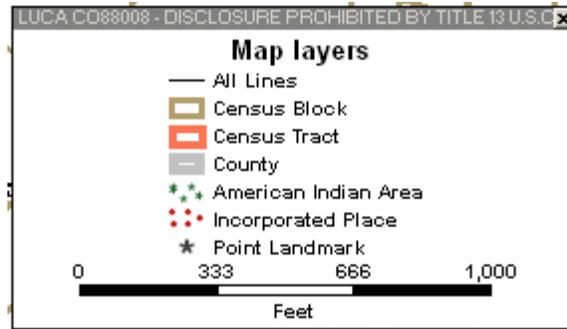 LUCA CO88008 - DISCLOSURE PROHIBITED BY TITLE 13 U.S.C
Map layers
All Lines
Census Block
Census Tract
County
American Indian Area
Incorporated Place
Point Landmark
0 333 666 1,000
Feet